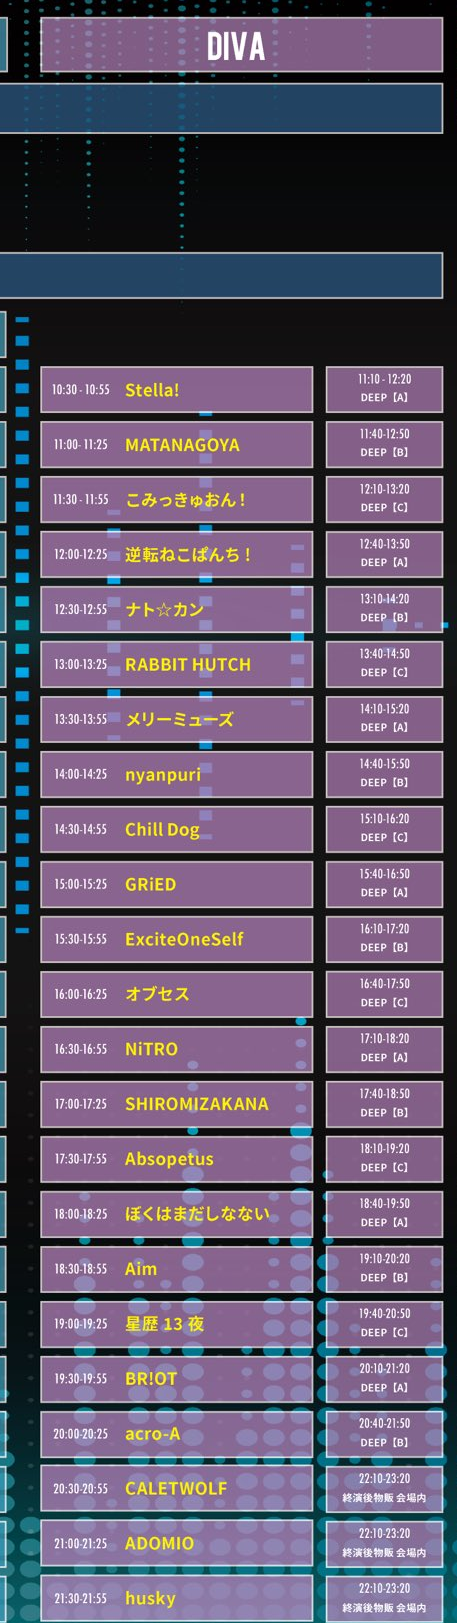 DIVA
10:30 - 10:55 Stella! 11:10 - 12:20
DEEP【A】
11:00- 11:25 MATANAGOYA 11:40-12:50
DEEP【B】
11:30 - 11:55 こみっきゅおん! 12:10-13:20
DEEP【C】
12:00-12:25 逆転ねこぱんち! 12:40-13:50
DEEP【A】
12:30-12:55 ナト☆カン 13:10-14:20
DEEP【B】
13:00-13:25 RABBIT HUTCH 13:40-14:50
DEEP【C】
13:30-13:55 メリーミューズ 14:10-15:20
DEEP【A】
14:00-14:25 nyanpuri 14:40-15:50
DEEP【B】
14:30-14:55 Chill Dog 15:10-16:20
DEEP【C】
15:00-15:25 GRiED 15:40-16:50
DEEP【A】
15:30-15:55 ExciteOneSelf 16:10-17:20
DEEP【B】
16:00-16:25 オブセス 16:40-17:50
DEEP【C】
16:30-16:55 NiTRO 17:10-18:20
DEEP【A】
17:00-17:25 SHIROMIZAKANA 17:40-18:50
DEEP【B】
17:30-17:55 Absopetus 18:10-19:20
DEEP【C】
18:00-18:25 ぼくはまだしなない 18:40-19:50
DEEP【A】
18:30-18:55 Aim 19:10-20:20
DEEP【B】
19:00-19:25 星歴 13 夜 19:40-20:50
DEEP【C】
19:30-19:55 BR!OT 20:10-21:20
DEEP【A】
20:00-20:25 acro-A 20:40-21:50
DEEP【B】
20:30-20:55 CALETWOLF 22:10-23:20
終演後物販 会場内
21:00-21:25 ADOMIO 22:10-23:20
終演後物販 会場内
21:30-21:55 husky 22:10-23:20
終演後物販 会場内